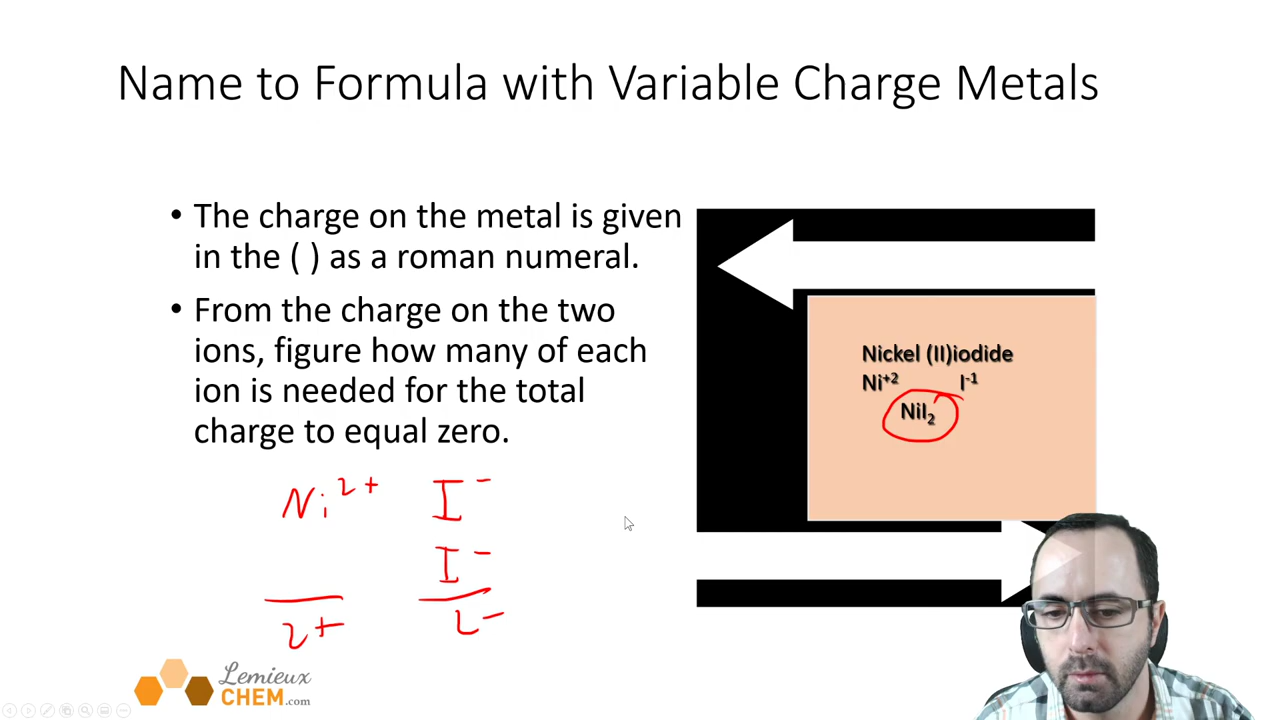 Name to Formula with Variable Charge Metals
• The charge on the metal is given
in the ( ) as a roman numeral.
• From the charge on the two
ions, figure how many of each
ion is needed for the total
charge to equal zero.
Nickel (II)iodide
Ni⁺² I⁻¹
NiI₂
Ni²⁺ I⁻
I⁻
2+ 2-
Lemieux
CHEM.com